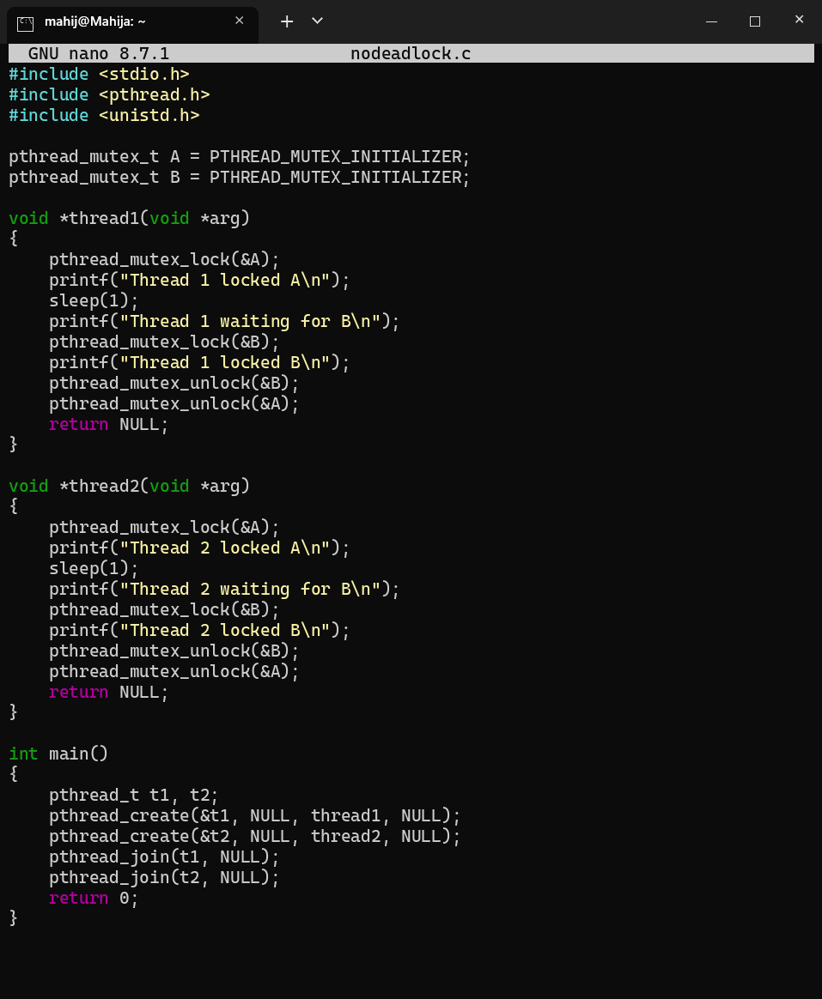 mahij@Mahija: ~
GNU nano 8.7.1 nodeadlock.c
#include <stdio.h>
#include <pthread.h>
#include <unistd.h>

pthread_mutex_t A = PTHREAD_MUTEX_INITIALIZER;
pthread_mutex_t B = PTHREAD_MUTEX_INITIALIZER;

void *thread1(void *arg)
{
    pthread_mutex_lock(&A);
    printf("Thread 1 locked A\n");
    sleep(1);
    printf("Thread 1 waiting for B\n");
    pthread_mutex_lock(&B);
    printf("Thread 1 locked B\n");
    pthread_mutex_unlock(&B);
    pthread_mutex_unlock(&A);
    return NULL;
}

void *thread2(void *arg)
{
    pthread_mutex_lock(&A);
    printf("Thread 2 locked A\n");
    sleep(1);
    printf("Thread 2 waiting for B\n");
    pthread_mutex_lock(&B);
    printf("Thread 2 locked B\n");
    pthread_mutex_unlock(&B);
    pthread_mutex_unlock(&A);
    return NULL;
}

int main()
{
    pthread_t t1, t2;
    pthread_create(&t1, NULL, thread1, NULL);
    pthread_create(&t2, NULL, thread2, NULL);
    pthread_join(t1, NULL);
    pthread_join(t2, NULL);
    return 0;
}